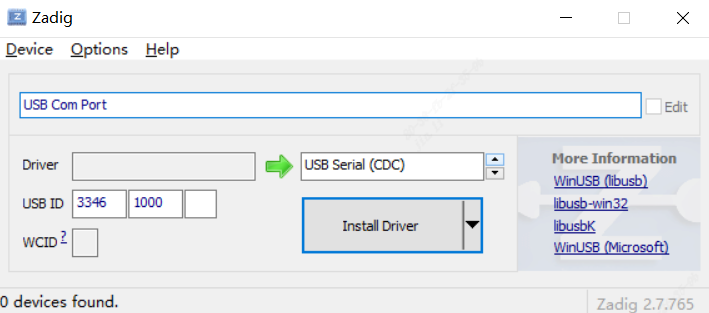 Zadig
Device Options Help
USB Com Port
Edit
Driver
USB Serial (CDC)
More Information
WinUSB (libusb)
USB ID 3346 1000
libusb-win32
Install Driver
libusbK
WCID ?
WinUSB (Microsoft)
0 devices found.
Zadig 2.7.765